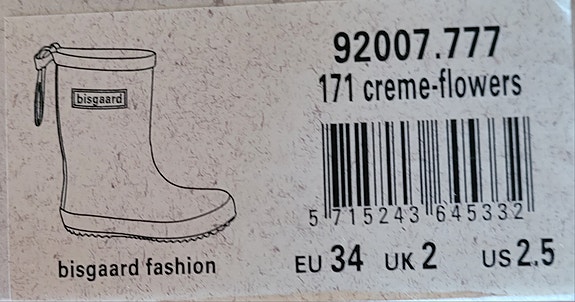 92007.777
171 creme-flowers
bisgaard
5 715243 645332
bisgaard fashion
EU 34 UK 2 US 2.5